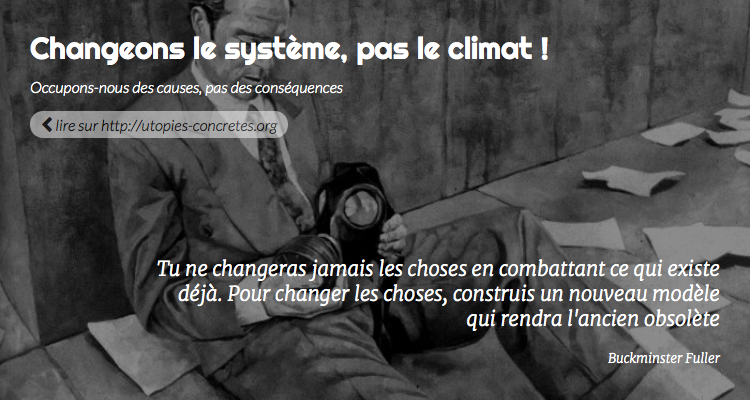 Changeons le système, pas le climat !
Occupons-nous des causes, pas des conséquences
lire sur http://utopies-concretes.org
Tu ne changeras jamais les choses en combattant ce qui existe
déjà. Pour changer les choses, construis un nouveau modèle
qui rendra l'ancien obsolète
Buckminster Fuller